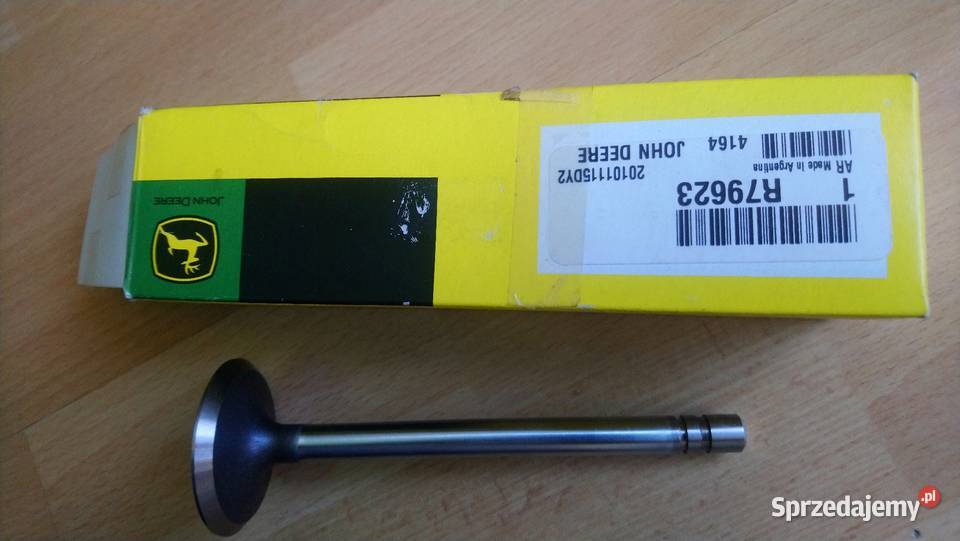 1 R79623
AR Made in Argentina 20101115DY2
4164 JOHN DEERE
JOHN DEERE
Sprzedajemy.pl